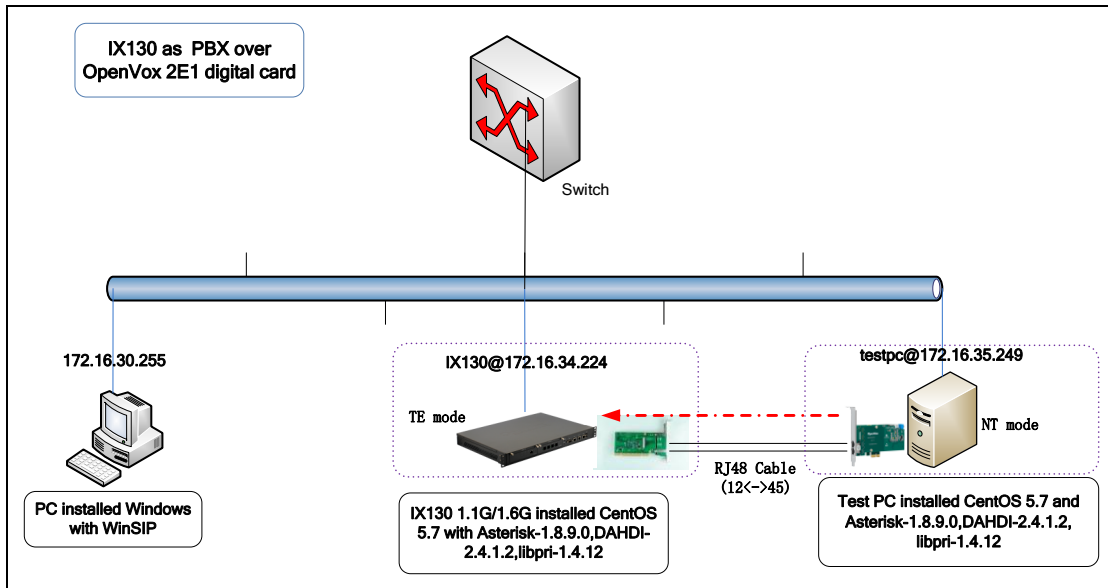 IX130 as PBX over
OpenVox 2E1 digital card
Switch
172.16.30.255
IX130@172.16.34.224
testpc@172.16.35.249
TE mode
NT mode
RJ48 Cable
(12<->45)
PC installed Windows
with WinSIP
IX130 1.1G/1.6G installed CentOS
5.7 with Asterisk-1.8.9.0,DAHDI-
2.4.1.2,libpri-1.4.12
Test PC installed CentOS 5.7 and
Asterisk-1.8.9.0,DAHDI-2.4.1.2,
libpri-1.4.12